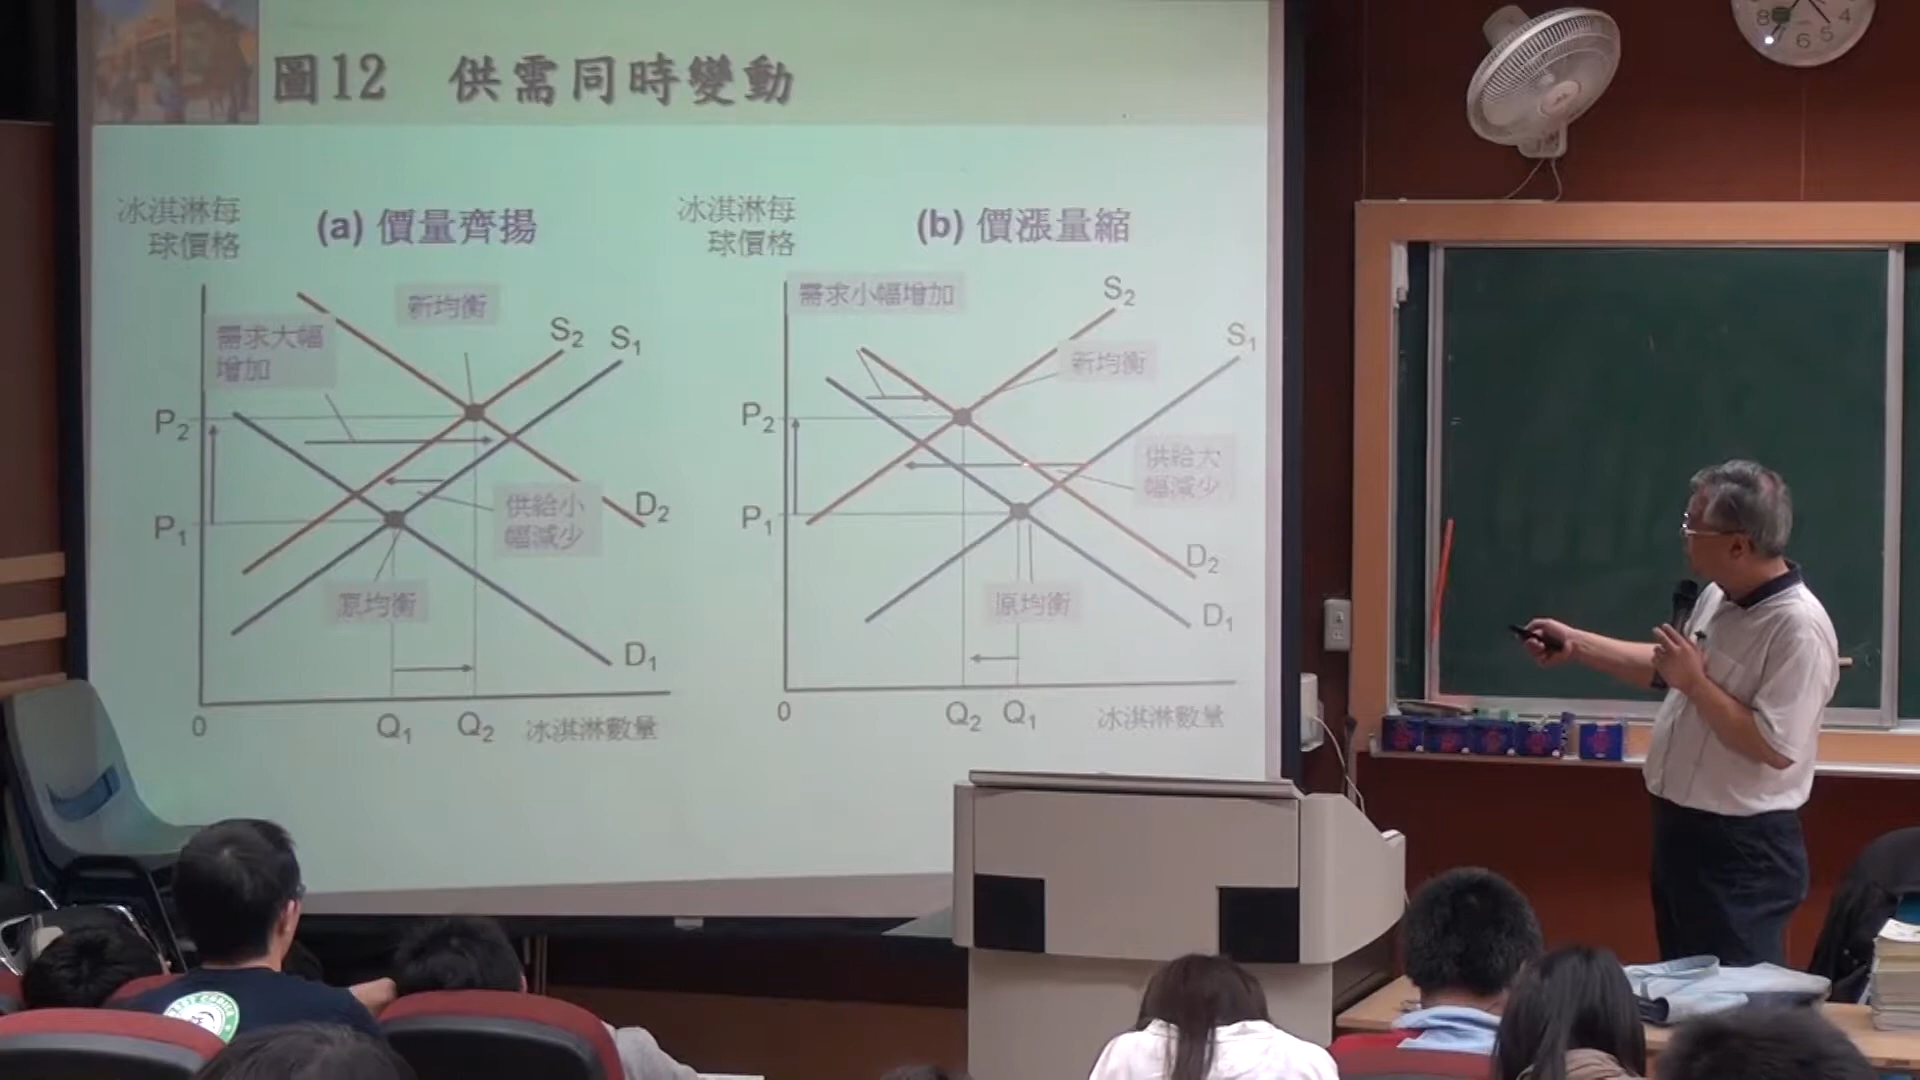 圖12 供需同時變動
冰淇淋每
球價格
(a) 價量齊揚
新均衡
需求大幅
增加
S2
S1
P2
P1
供給小
幅減少
D2
原均衡
D1
0
Q1
Q2
冰淇淋數量
冰淇淋每
球價格
(b) 價漲量縮
需求小幅增加
S2
S1
新均衡
P2
供給大
幅減少
P1
D2
原均衡
D1
0
Q2
Q1
冰淇淋數量
8
4
7
6
5